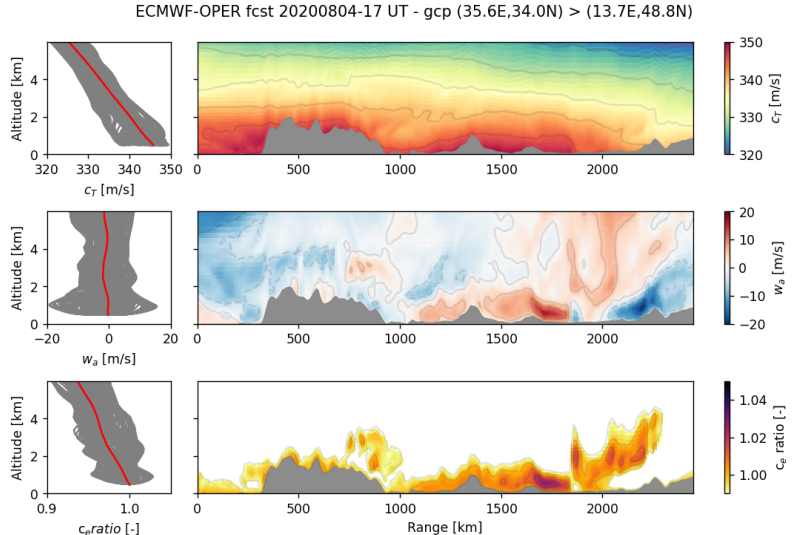 ECMWF-OPER fcst 20200804-17 UT - gcp (35.6E,34.0N) > (13.7E,48.8N)
Altitude [km]
4
2
0
320 330 340 350
c_T [m/s]
0 500 1000 1500 2000
350
340
330
320
c_T [m/s]
Altitude [km]
4
2
0
−20 0 20
w_a [m/s]
0 500 1000 1500 2000
20
10
0
−10
−20
w_a [m/s]
Altitude [km]
4
2
0
0.9 1.0
c_eratio [-]
0 500 1000 1500 2000
Range [km]
1.04
1.02
1.00
c_e ratio [-]